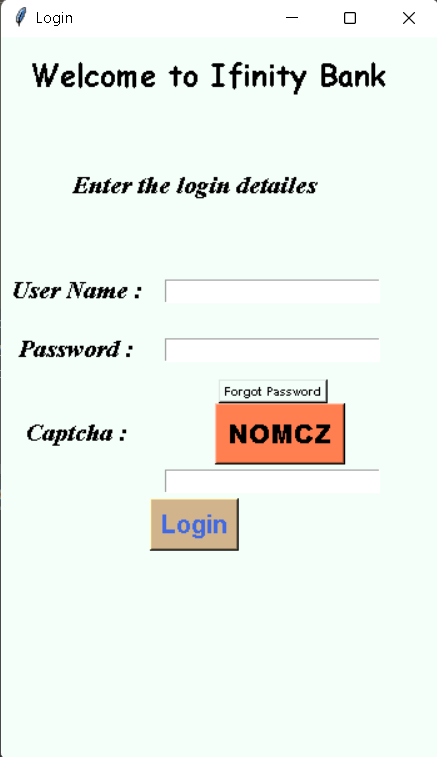 Login
Welcome to Ifinity Bank
Enter the login detailes
User Name :
Password :
Forgot Password
Captcha :
NOMCZ
Login